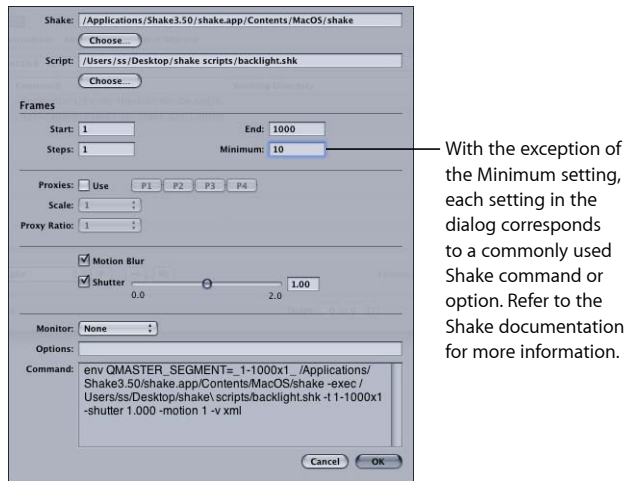 Shake: /Applications/Shake3.50/shake.app/Contents/MacOS/shake
Choose...
Script: /Users/ss/Desktop/shake scripts/backlight.shk
Choose...
Frames
Start: 1 End: 1000
Steps: 1 Minimum: 10
Proxies: Use P1 P2 P3 P4
Scale: 1
Proxy Ratio: 1
Motion Blur
Shutter 1.00
0.0 2.0
Monitor: None
Options:
Command: env QMASTER_SEGMENT=_1-1000x1_ /Applications/
Shake3.50/shake.app/Contents/MacOS/shake -exec /
Users/ss/Desktop/shake\ scripts/backlight.shk -t 1-1000x1
-shutter 1.000 -motion 1 -v xml
Cancel OK
With the exception of
the Minimum setting,
each setting in the
dialog corresponds
to a commonly used
Shake command or
option. Refer to the
Shake documentation
for more information.